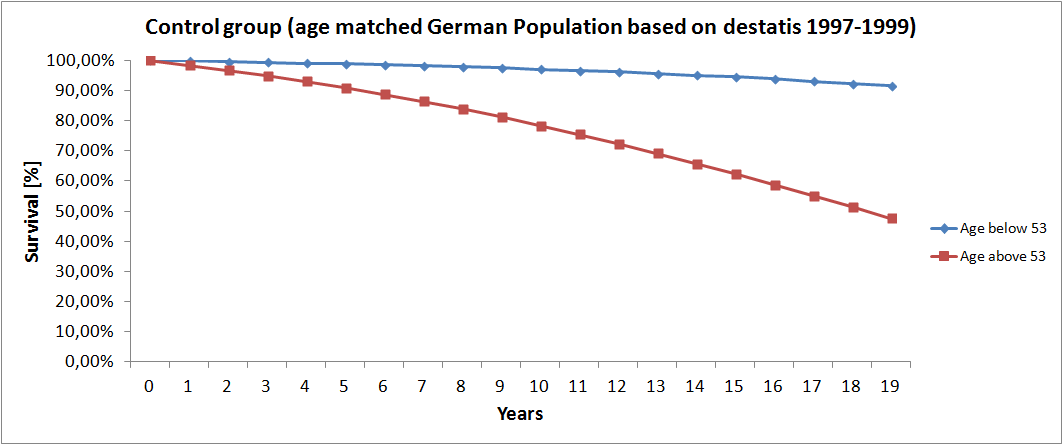 Control group (age matched German Population based on destatis 1997-1999)
100,00%
90,00%
80,00%
70,00%
60,00%
50,00%
40,00%
30,00%
20,00%
10,00%
0,00%
Survival [%]
0 1 2 3 4 5 6 7 8 9 10 11 12 13 14 15 16 17 18 19
Years
Age below 53
Age above 53